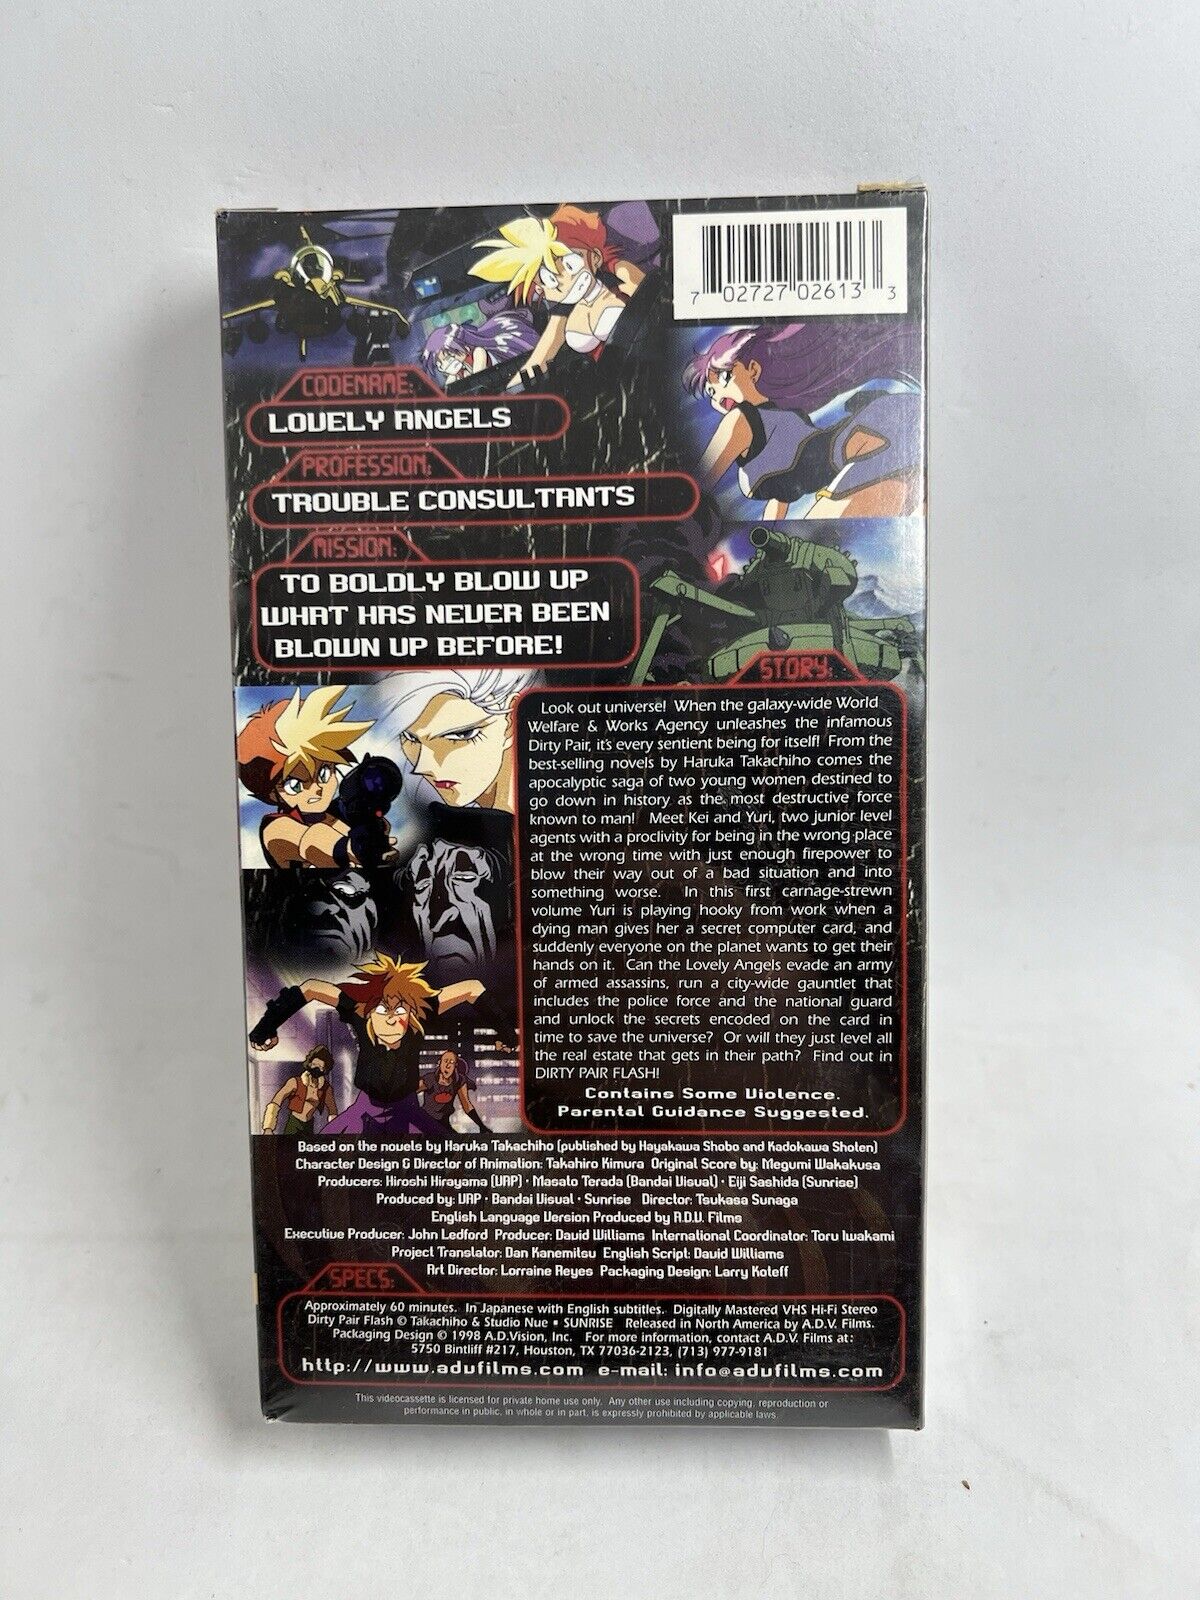 7 02727 02613 3
CODENAME:
LOVELY ANGELS
PROFESSION:
TROUBLE CONSULTANTS
MISSION:
TO BOLDLY BLOW UP
WHAT HAS NEVER BEEN
BLOWN UP BEFORE!
STORY:
Look out universe! When the galaxy-wide World
Welfare & Works Agency unleashes the infamous
Dirty Pair, it's every sentient being for itself! From the
best-selling novels by Haruka Takachiho comes the
apocalyptic saga of two young women destined to
go down in history as the most destructive force
known to man! Meet Kei and Yuri, two junior level
agents with a proclivity for being in the wrong place
at the wrong time with just enough firepower to
blow their way out of a bad situation and into
something worse. In this first carnage-strewn
volume Yuri is playing hooky from work when a
dying man gives her a secret computer card, and
suddenly everyone on the planet wants to get their
hands on it. Can the Lovely Angels evade an army
of armed assassins, run a city-wide gauntlet that
includes the police force and the national guard
and unlock the secrets encoded on the card in
time to save the universe? Or will they just level all
the real estate that gets in their path? Find out in
DIRTY PAIR FLASH!
Contains Some Violence.
Parental Guidance Suggested.
Based on the novels by Haruka Takachiho (published by Hayakawa Shobo and Kadokawa Shoten)
Character Design & Director of Animation: Takahiro Kimura Original Score by: Megumi Wakakusa
Producers: Hiroshi Hirayama (VAP) • Masato Terada (Bandai Visual) • Eiji Sashida (Sunrise)
Produced by: VAP • Bandai Visual • Sunrise Director: Tsukasa Sunaga
English Language Version Produced by A.D.V. Films
Executive Producer: John Ledford Producer: David Williams International Coordinator: Toru Iwakami
Project Translator: Dan Kanemitsu English Script: David Williams
Art Director: Lorraine Reyes Packaging Design: Larry Koteff
SPECS:
Approximately 60 minutes. In Japanese with English subtitles. Digitally Mastered VHS Hi-Fi Stereo
Dirty Pair Flash © Takachiho & Studio Nue • SUNRISE Released in North America by A.D.V. Films.
Packaging Design © 1998 A.D.Vision, Inc. For more information, contact A.D.V. Films at:
5750 Bintliff #217, Houston, TX 77036-2123, (713) 977-9181
http://www.advfilms.com e-mail: info@advfilms.com
This videocassette is licensed for private home use only. Any other use including copying, reproduction or
performance in public, in whole or in part, is expressly prohibited by applicable laws.